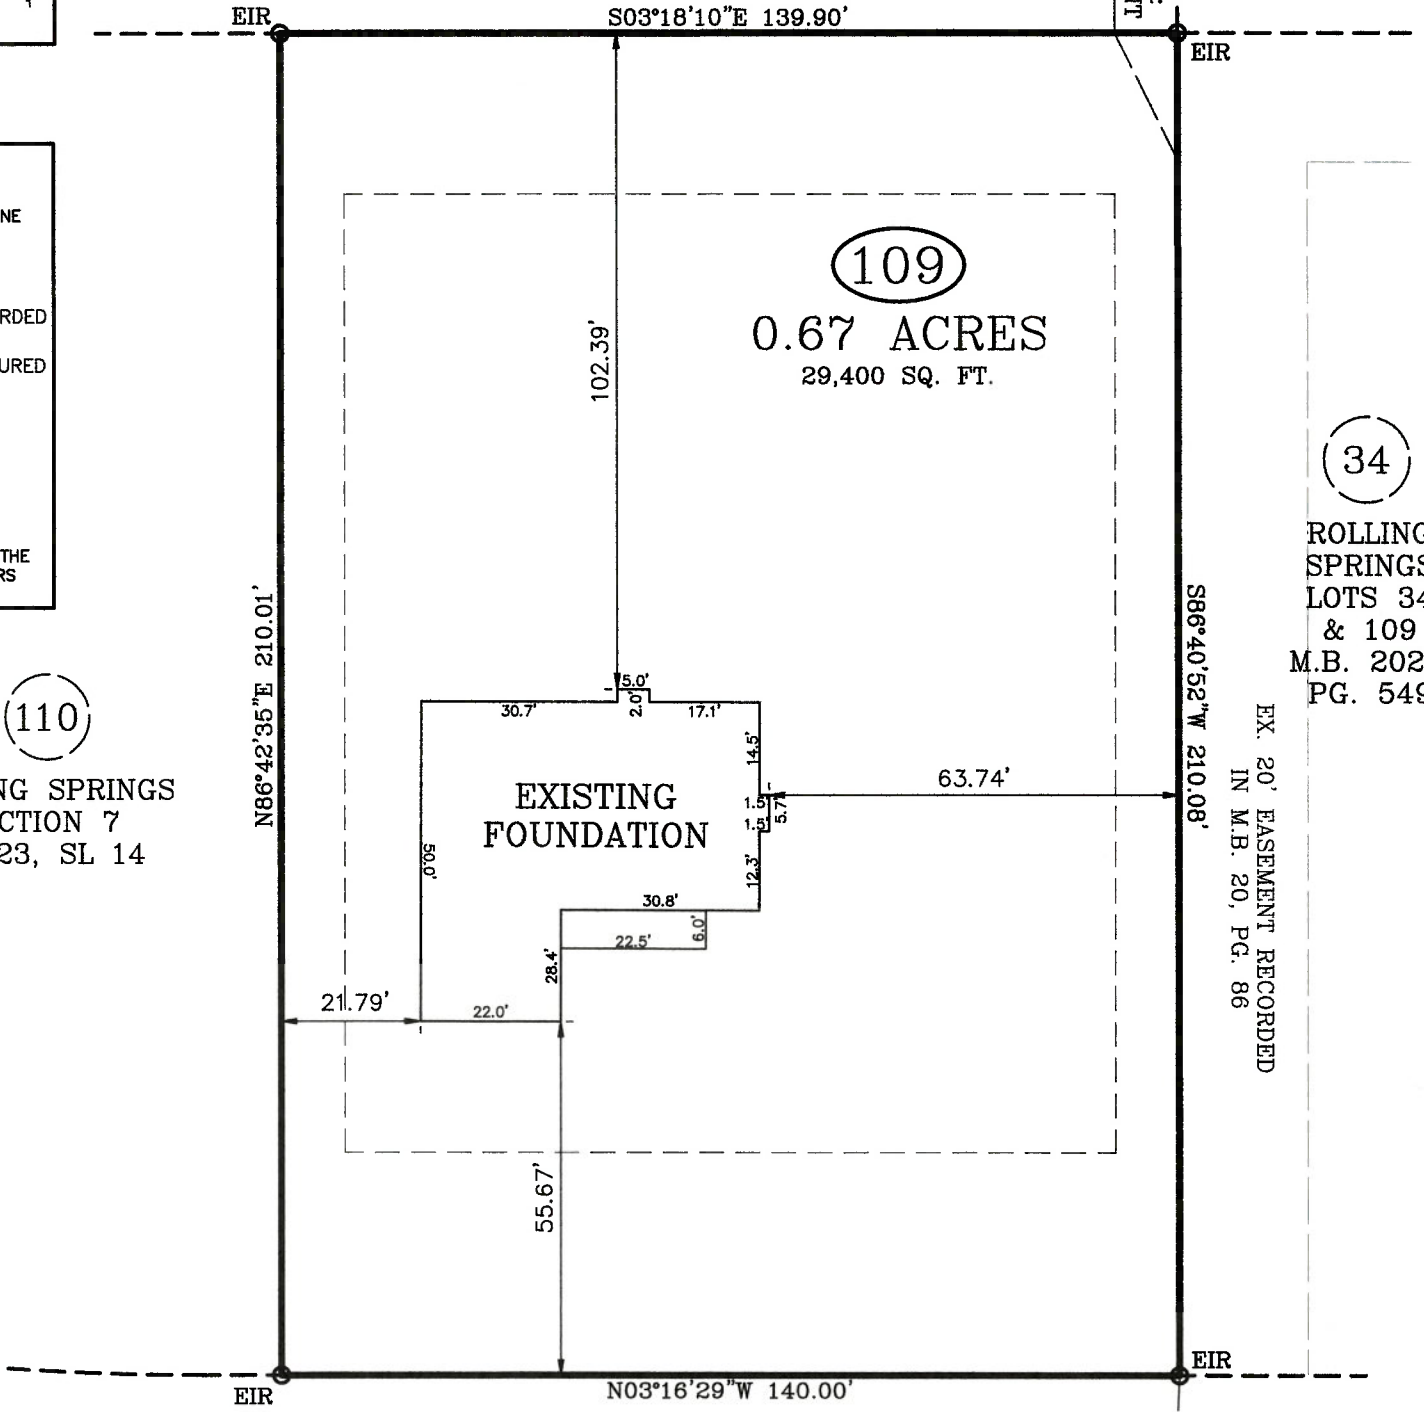 EIR
S03°18'10"E 139.90'
EIR
NE
RDED
URED
THE
RS
109
0.67 ACRES
29,400 SQ. FT.
102.39'
34
ROLLING
SPRINGS
LOTS 34
& 109
M.B. 202
PG. 549
N86°42'35"E 210.01'
S86°40'52"W 210.08'
110
NG SPRINGS
CTION 7
23, SL 14
5.0'
30.7'
2.0'
17.1'
14.5'
EXISTING
FOUNDATION
63.74'
1.5'
5.7'
1.5'
12.3'
50.0'
30.8'
22.5'
6.0'
28.4'
22.0'
21.79'
EX. 20' EASEMENT RECORDED
IN M.B. 20, PG. 86
55.67'
EIR
N03°16'29"W 140.00'
EIR